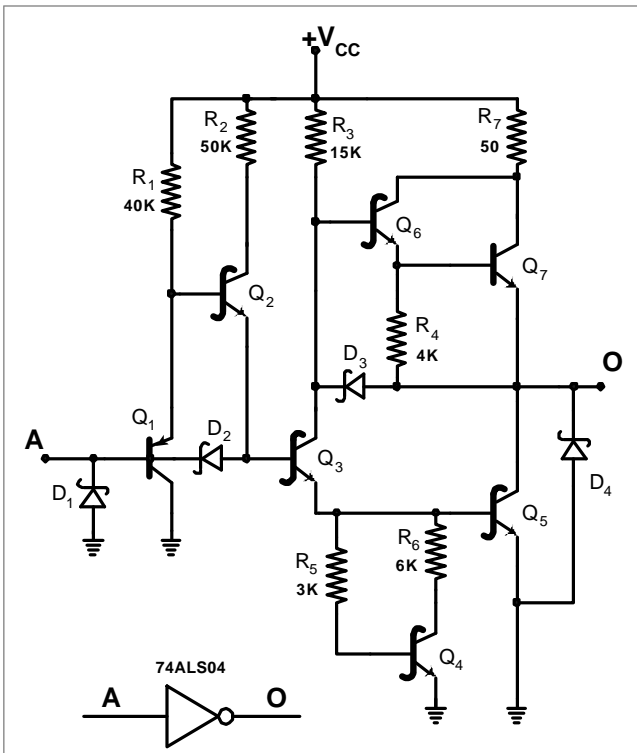 +VCC
R2
50K
R3
15K
R7
50
R1
40K
Q6
Q7
Q2
R4
4K
O
D3
Q1
A
D2
Q3
D1
Q5
D4
R5
3K
R6
6K
Q4
74ALS04
A
O